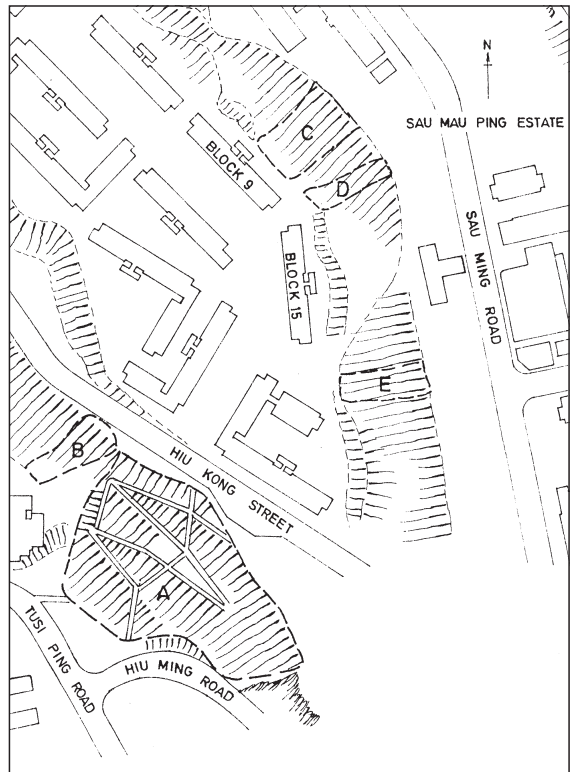 N
SAU MAU PING ESTATE
C
BLOCK 9
D
SAU MING ROAD
BLOCK 15
E
B
HIU KONG STREET
A
TUSI PING ROAD
HIU MING ROAD